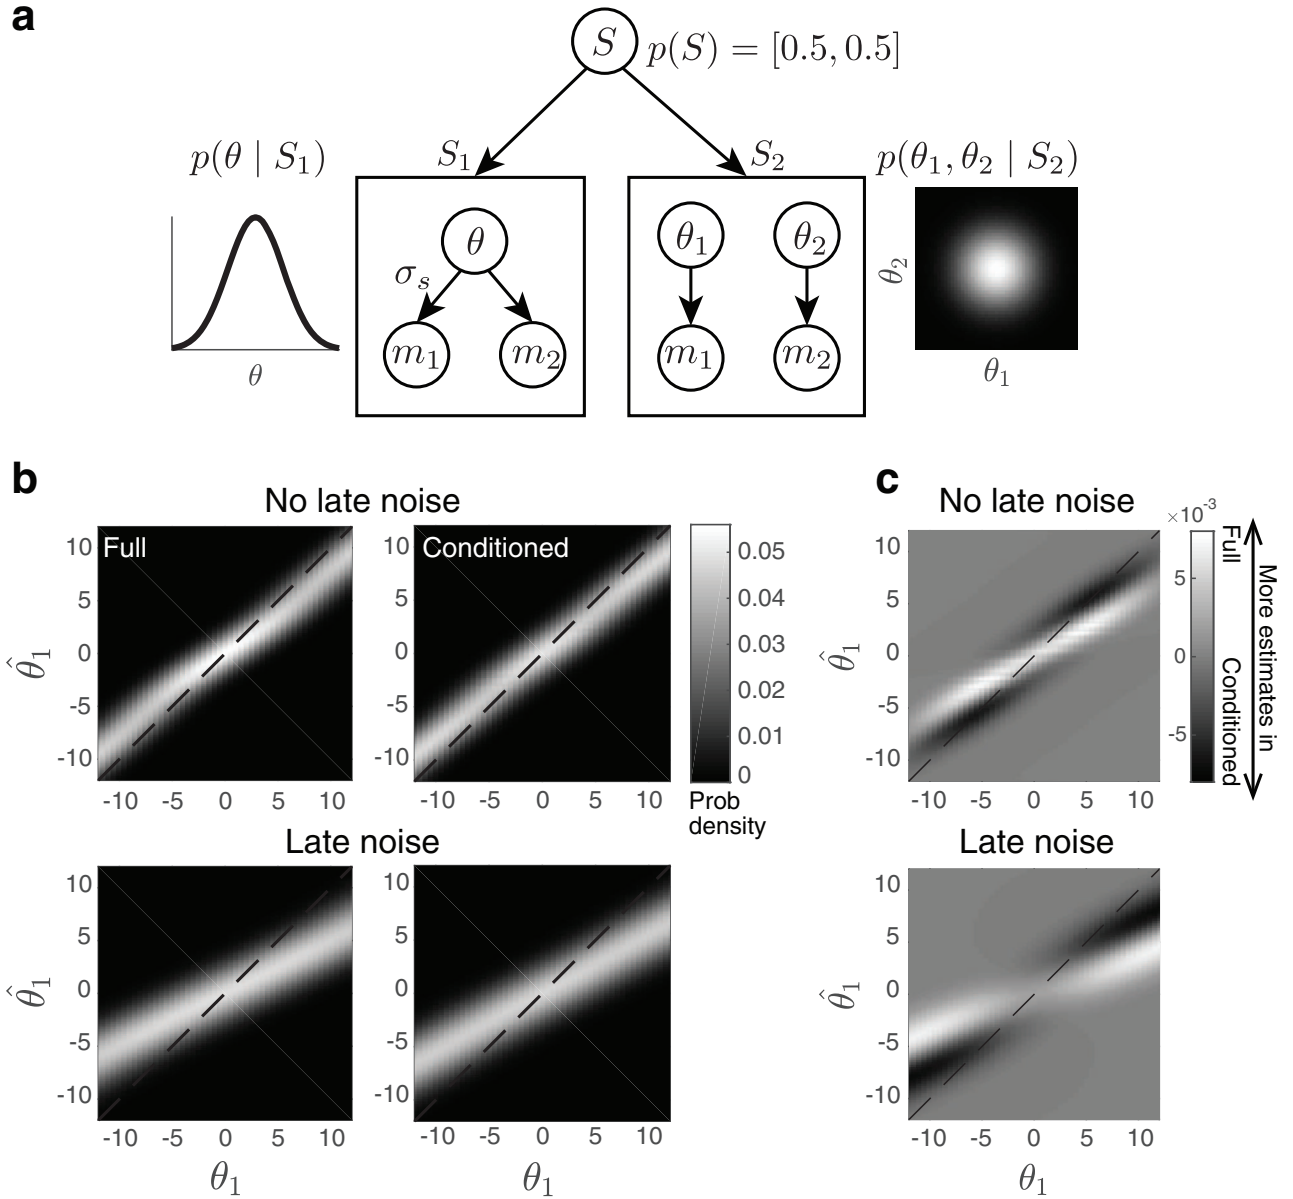 a
S p(S) = [0.5, 0.5]
p(θ | S₁) S₁ S₂ p(θ₁, θ₂ | S₂)
θ θ₁ θ₂
σₛ θ₂
m₁ m₂ m₁ m₂
θ θ₁
b
No late noise
Full
Conditioned
10
5
0
-5
-10
θ̂₁
-10 -5 0 5 10
10
5
0
-5
-10
-10 -5 0 5 10
0.05
0.04
0.03
0.02
0.01
0
Prob
density
Late noise
10
5
0
-5
-10
θ̂₁
-10 -5 0 5 10
θ₁
10
5
0
-5
-10
-10 -5 0 5 10
θ₁
c
No late noise
10
5
0
-5
-10
θ̂₁
-10 -5 0 5 10
×10⁻³
5
0
-5
Full
Conditioned
More estimates in
Late noise
10
5
0
-5
-10
θ̂₁
-10 -5 0 5 10
θ₁